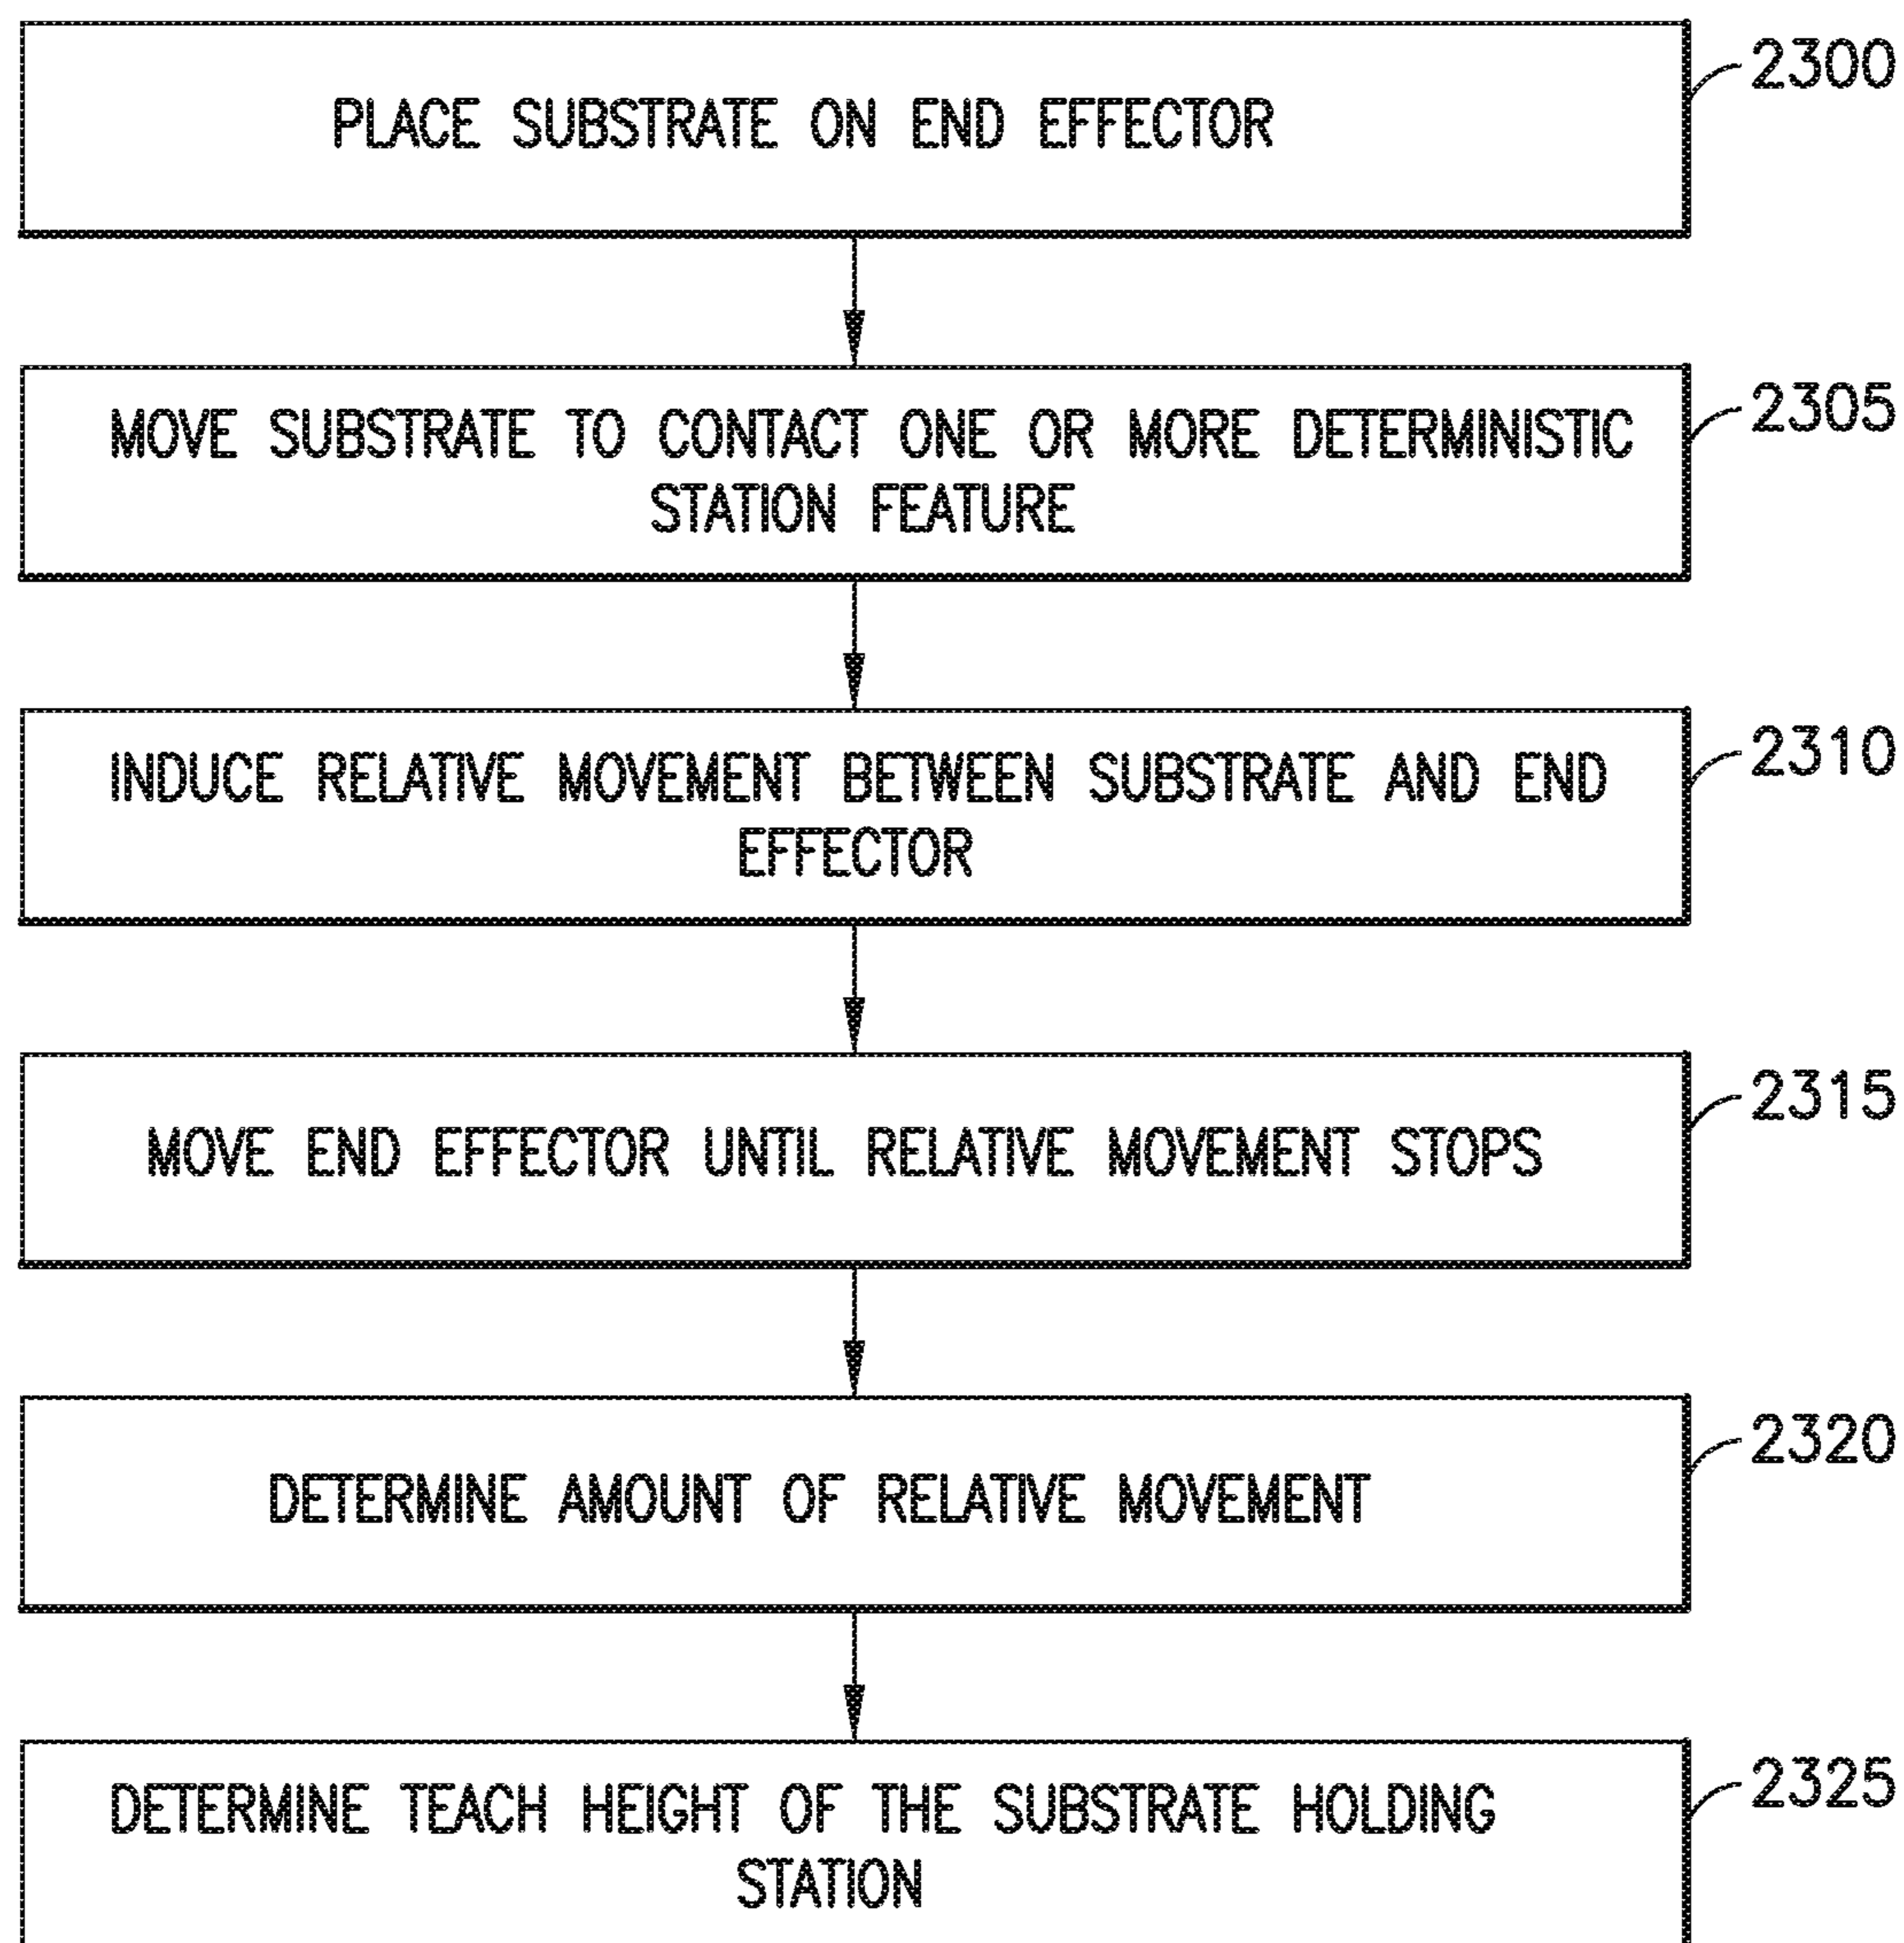 PLACE SUBSTRATE ON END EFFECTOR
2300
MOVE SUBSTRATE TO CONTACT ONE OR MORE DETERMINISTIC
STATION FEATURE
2305
INDUCE RELATIVE MOVEMENT BETWEEN SUBSTRATE AND END
EFFECTOR
2310
MOVE END EFFECTOR UNTIL RELATIVE MOVEMENT STOPS
2315
DETERMINE AMOUNT OF RELATIVE MOVEMENT
2320
DETERMINE TEACH HEIGHT OF THE SUBSTRATE HOLDING
STATION
2325